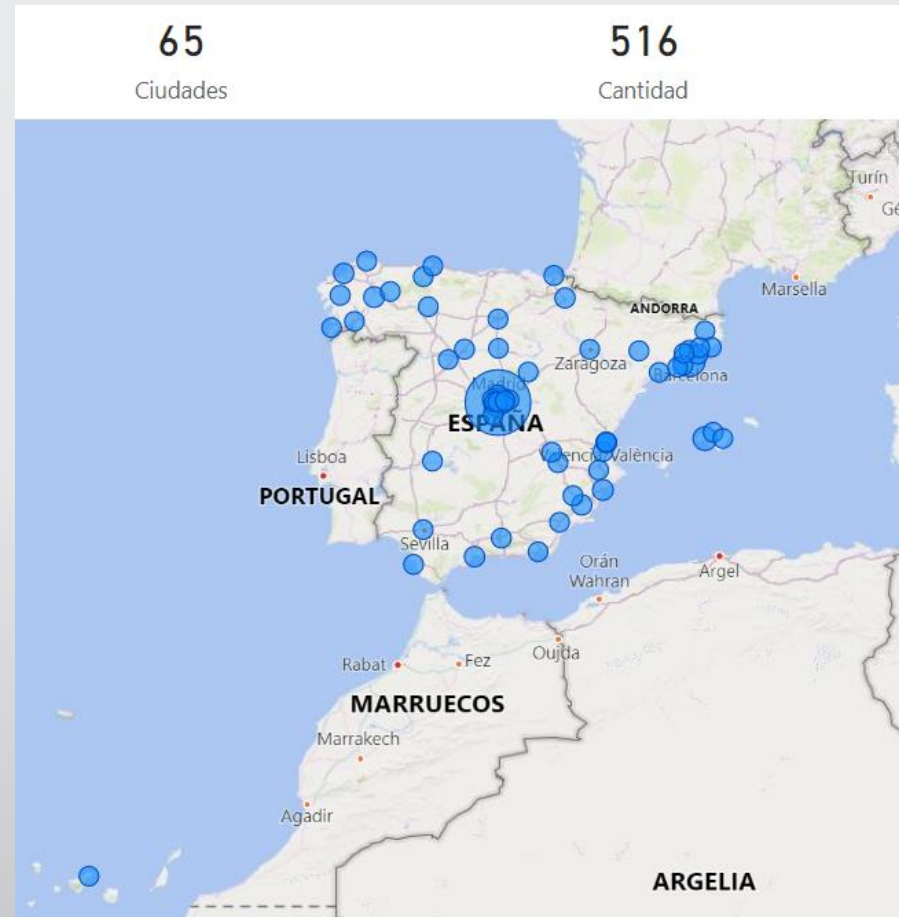 65
516
Ciudades
Cantidad
Turín
Marsella
ANDORRA
Zaragoza
Madrid
Barcelona
ESPAÑA
València
Lisboa
PORTUGAL
Sevilla
Orán
Wahran
Argel
Oujda
Rabat
Fez
MARRUECOS
Marrakech
Agadir
ARGELIA